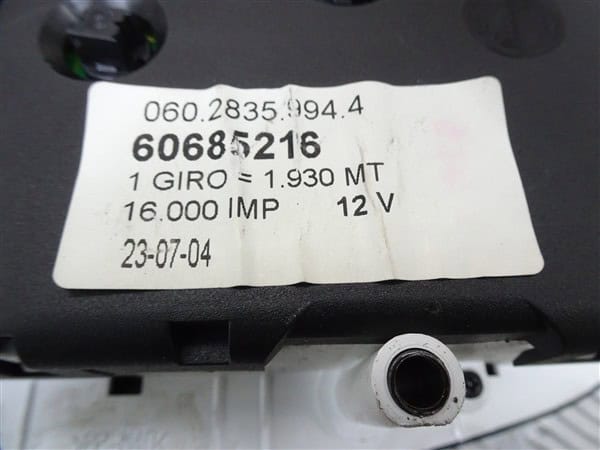 060.2835.994.4
60685216
1 GIRO = 1.930 MT
16.000 IMP 12 V
23-07-04